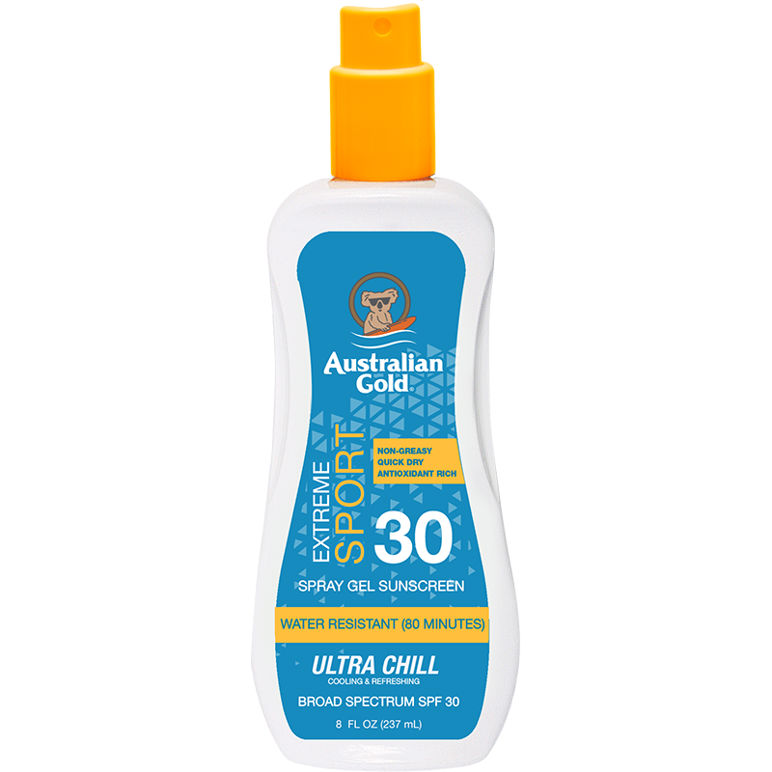 Australian
Gold®
EXTREME
SPORT
NON-GREASY
QUICK DRY
ANTIOXIDANT RICH
30
SPRAY GEL SUNSCREEN
WATER RESISTANT (80 MINUTES)
ULTRA CHILL
COOLING & REFRESHING
BROAD SPECTRUM SPF 30
8 FL OZ (237 mL)